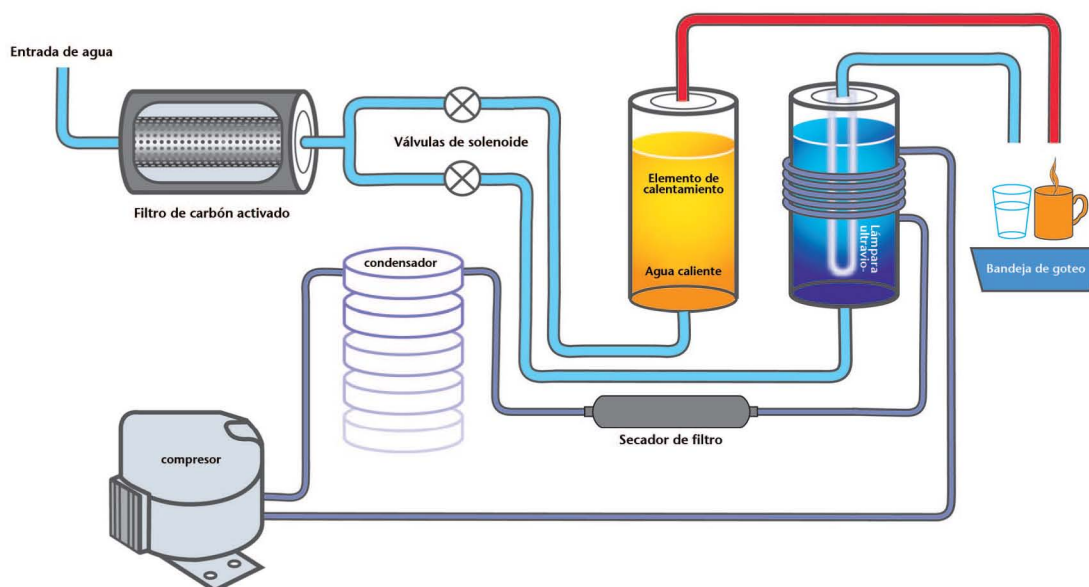 Entrada de agua
Válvulas de solenoide
Filtro de carbón activado
Elemento de
calentamiento
Lámpara
ultravio-
condensador
Agua caliente
Bandeja de goteo
Secador de filtro
compresor